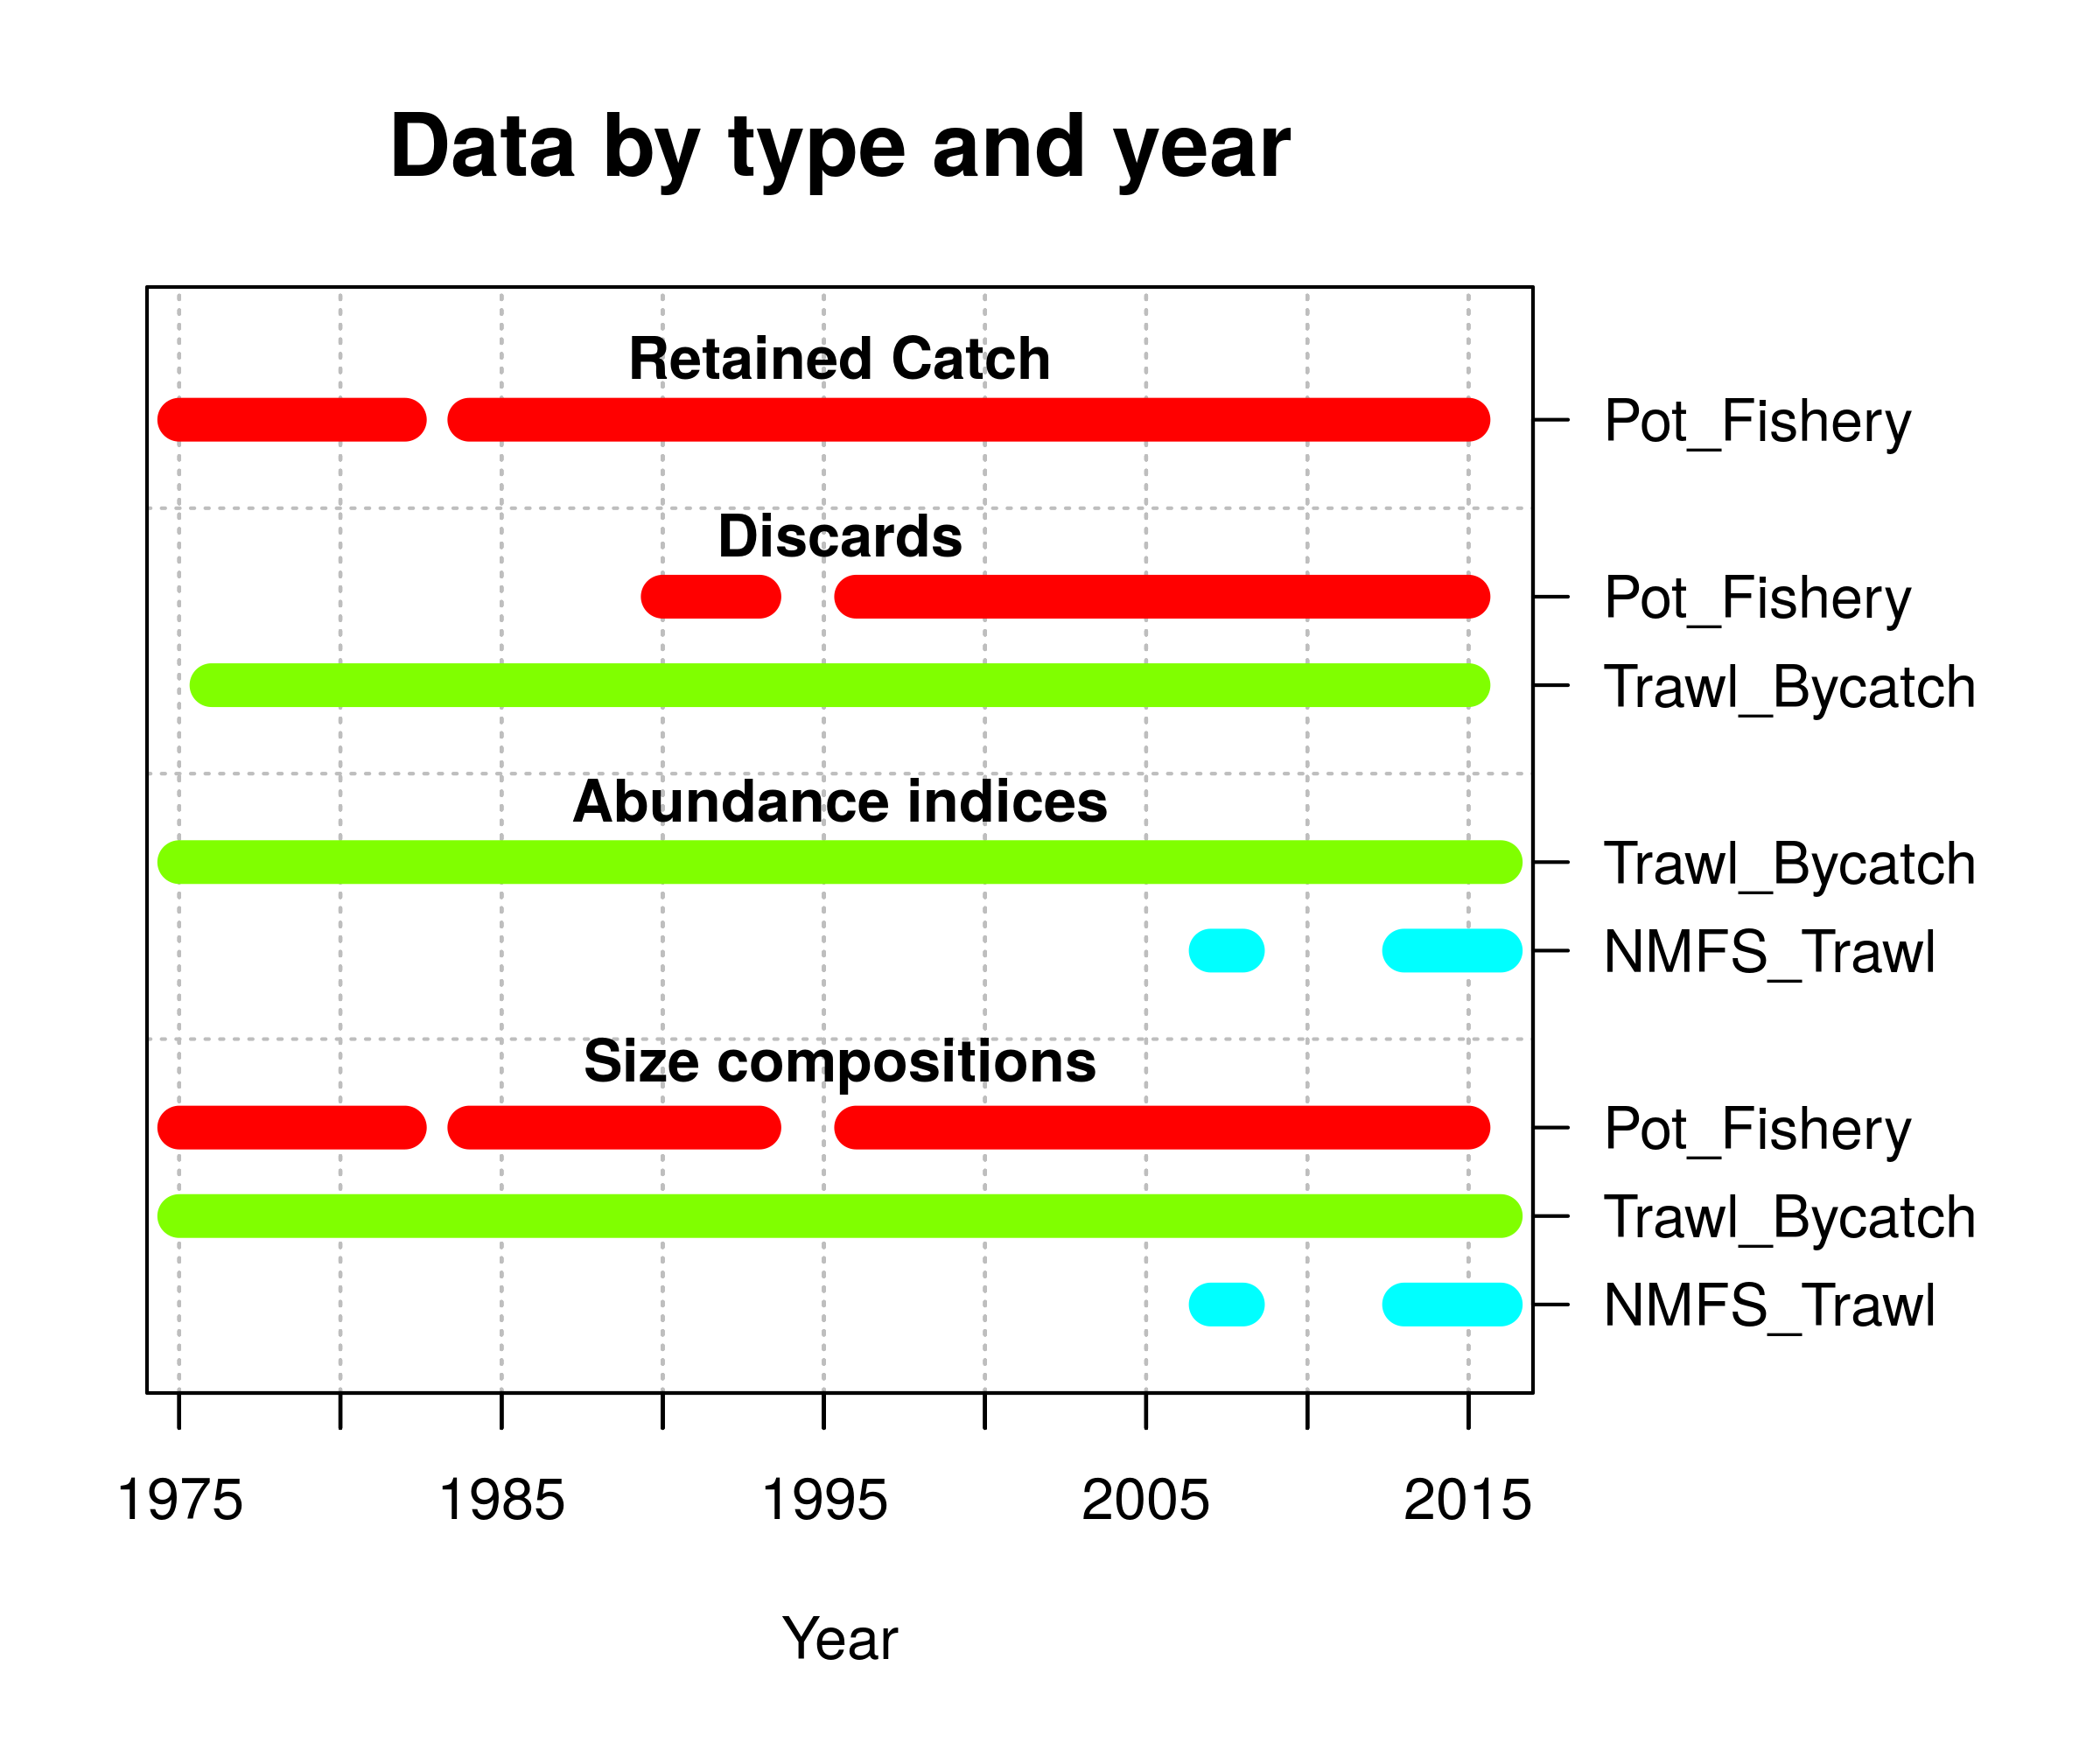 Data by type and year
Retained Catch
Pot_Fishery
Discards
Pot_Fishery
Trawl_Bycatch
Abundance indices
Trawl_Bycatch
NMFS_Trawl
Size compositions
Pot_Fishery
Trawl_Bycatch
NMFS_Trawl
1975 1985 1995 2005 2015
Year